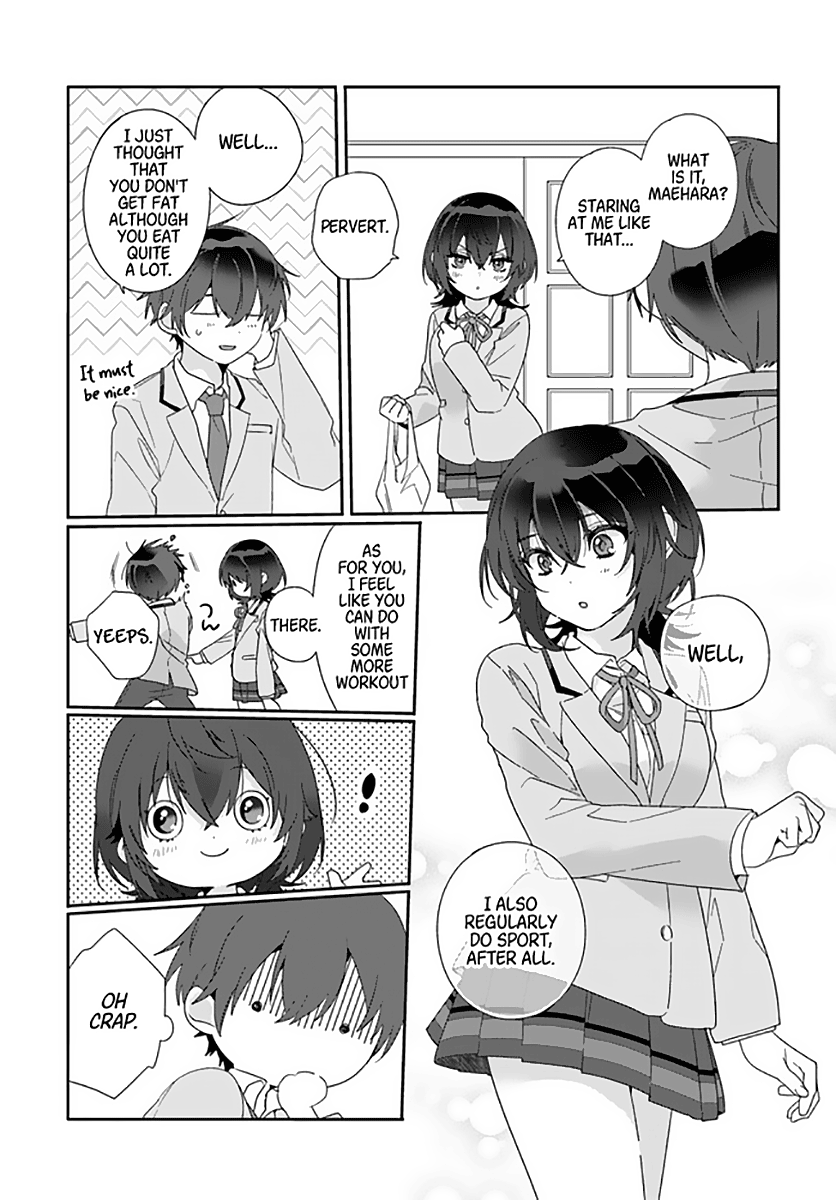 WHAT
IS IT,
MAEHARA?
STARING
AT ME LIKE
THAT...
PERVERT.
WELL...
I JUST
THOUGHT
THAT
YOU DON'T
GET FAT
ALTHOUGH
YOU EAT
QUITE
A LOT.
It must
be nice.
WELL,
I ALSO
REGULARLY
DO SPORT,
AFTER ALL.
AS
FOR YOU,
I FEEL
LIKE YOU
CAN DO
WITH
SOME
MORE
WORKOUT
THERE.
YEEPS.
!
OH
CRAP.